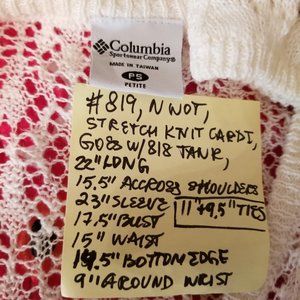 Columbia
Sportswear Company®
MADE IN TAIWAN
PS
PETITE
#819, NWOT,
STRETCH KNIT CARDI,
GOES W/818 TANK,
22" LONG
15.5" ACCROSS SHOULDERS
23" SLEEVE 11"+9.5" TIES
17.5" BUST
15" WAIST
19.5" BOTTOM EDGE
9" AROUND WRIST